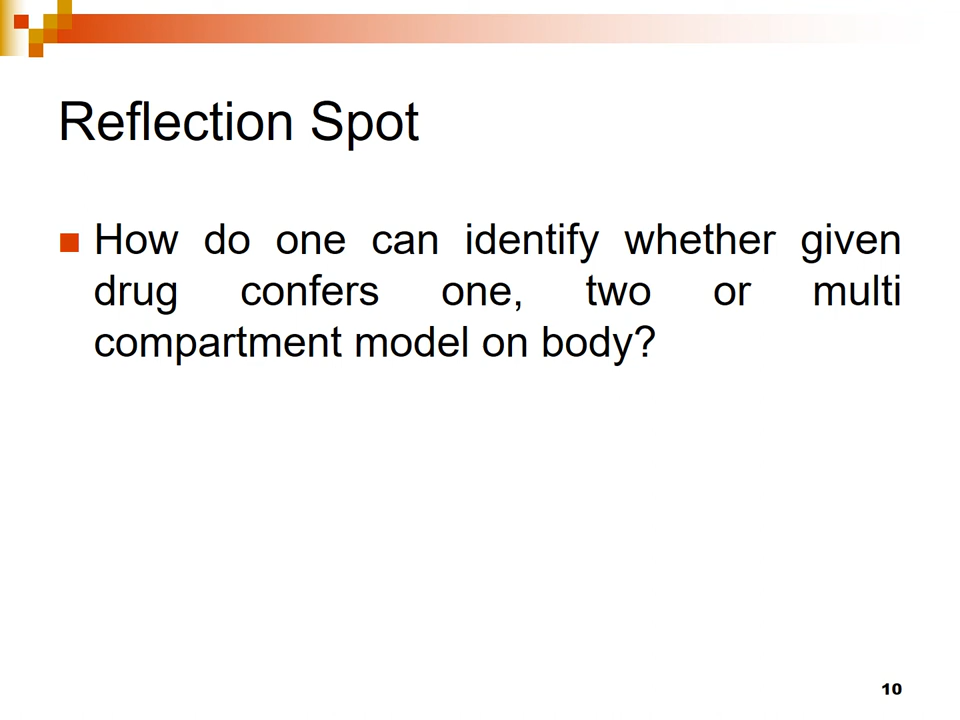 Reflection Spot
How do one can identify whether given
drug confers one, two or multi
compartment model on body?
10